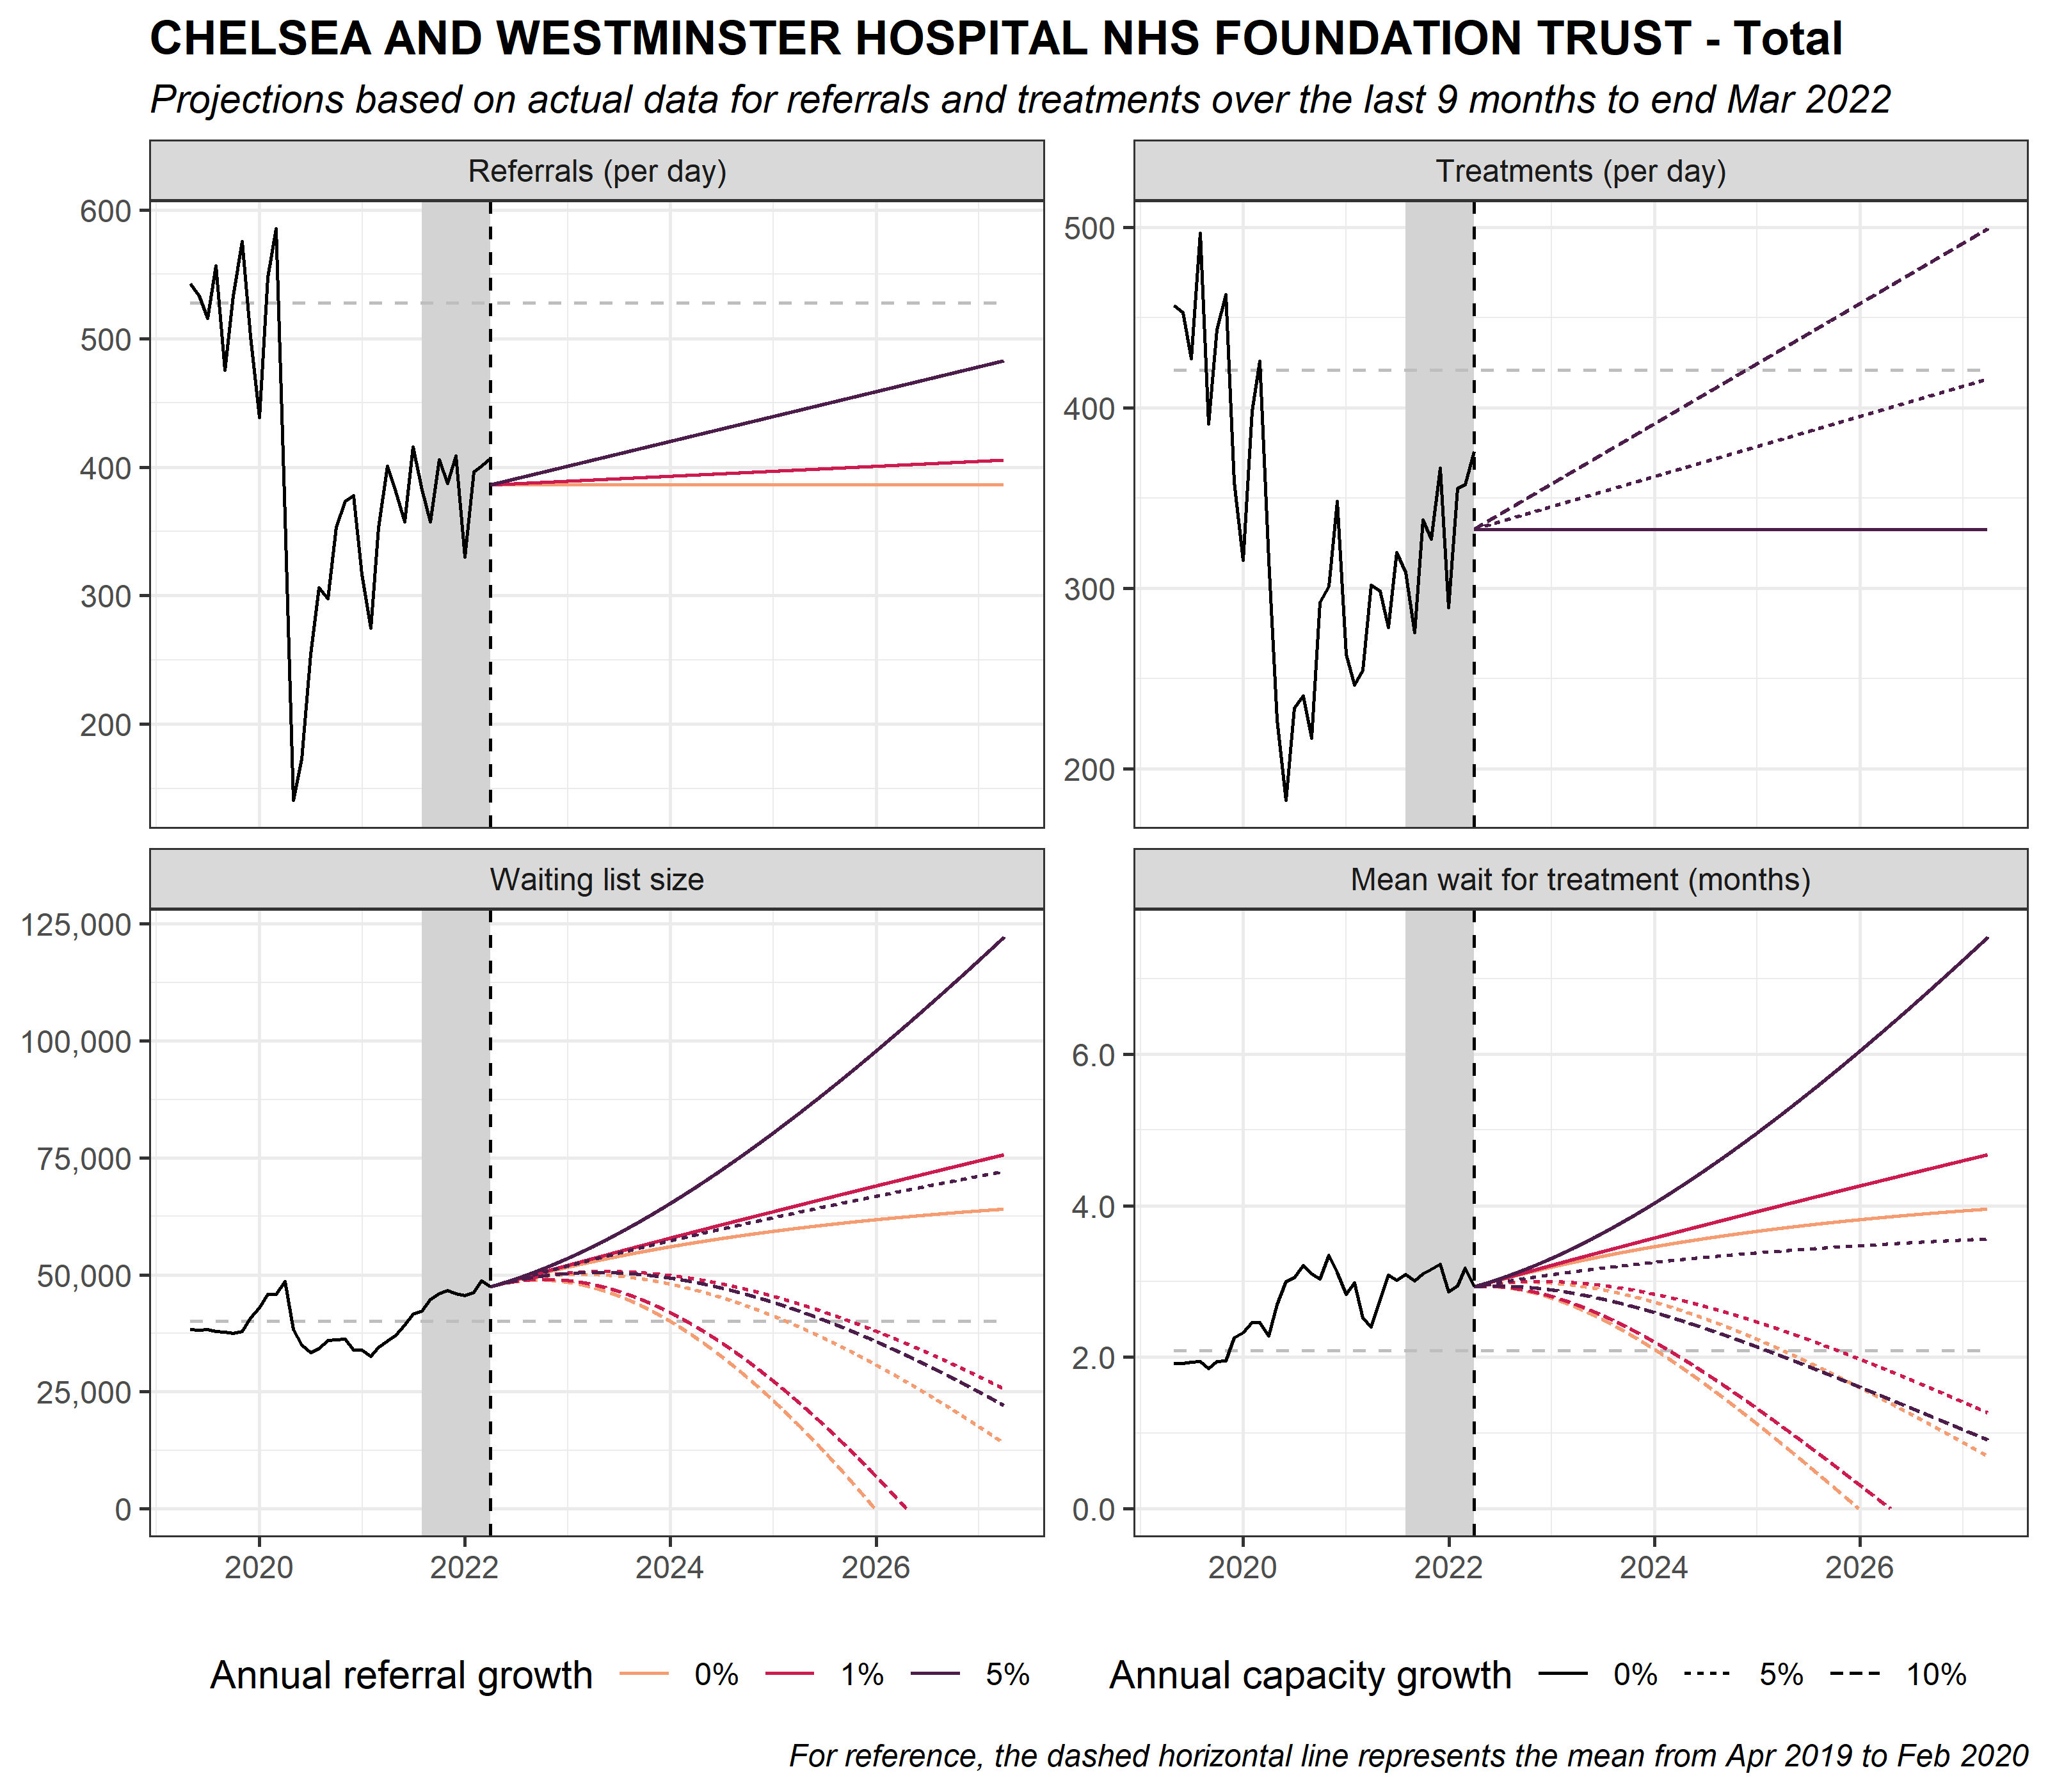 CHELSEA AND WESTMINSTER HOSPITAL NHS FOUNDATION TRUST - Total
Projections based on actual data for referrals and treatments over the last 9 months to end Mar 2022
Referrals (per day)
600
500
400
300
200
Treatments (per day)
500
400
300
200
Waiting list size
125,000
100,000
75,000
50,000
25,000
0
2020 2022 2024 2026
Mean wait for treatment (months)
6.0
4.0
2.0
0.0
2020 2022 2024 2026
Annual referral growth 0% 1% 5%
Annual capacity growth 0% 5% 10%
For reference, the dashed horizontal line represents the mean from Apr 2019 to Feb 2020